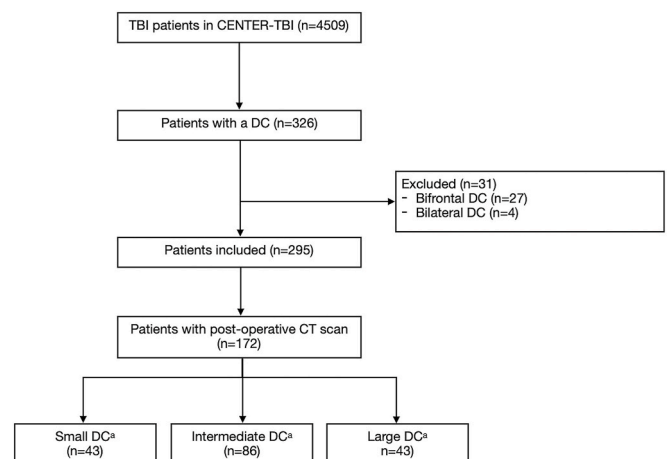 TBI patients in CENTER-TBI (n=4509)
Patients with a DC (n=326)
Excluded (n=31)
- Bifrontal DC (n=27)
- Bilateral DC (n=4)
Patients included (n=295)
Patients with post-operative CT scan
(n=172)
Small DCᵃ
(n=43)
Intermediate DCᵃ
(n=86)
Large DCᵃ
n=43)